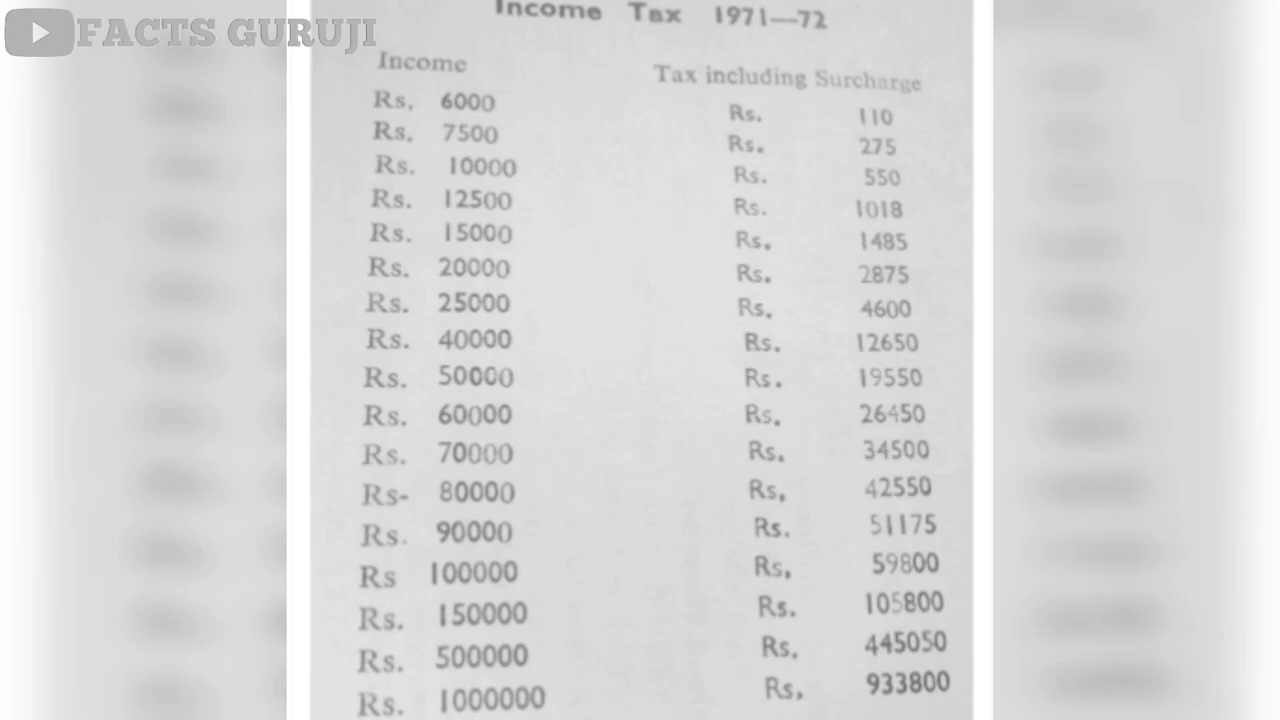 FACTS GURUJI
Income Tax 1971—72
Income Tax including Surcharge
Rs. 6000 Rs. 110
Rs. 7500 Rs. 275
Rs. 10000 Rs. 550
Rs. 12500 Rs. 1018
Rs. 15000 Rs. 1485
Rs. 20000 Rs. 2875
Rs. 25000 Rs. 4600
Rs. 40000 Rs. 12650
Rs. 50000 Rs. 19550
Rs. 60000 Rs. 26450
Rs. 70000 Rs. 34500
Rs- 80000 Rs, 42550
Rs. 90000 Rs. 51175
Rs 100000 Rs, 59800
Rs. 150000 Rs. 105800
Rs. 500000 Rs. 445050
Rs. 1000000 Rs, 933800